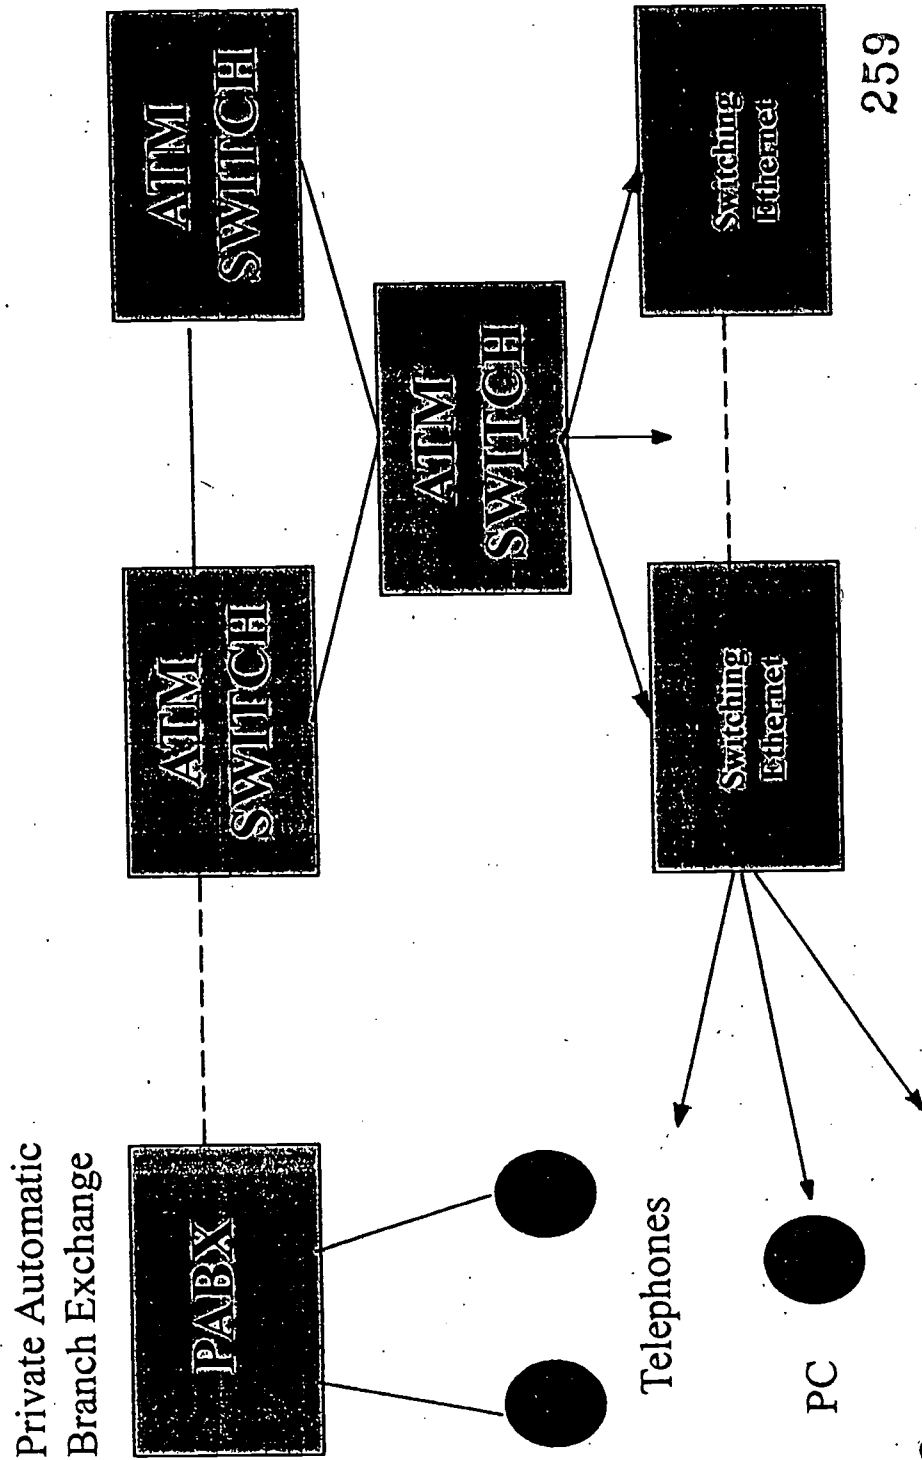 Private Automatic
Branch Exchange
PABX
ATM
SWITCH
ATM
SWITCH
ATM
SWITCH
Telephones
PC
Switching
Ethernet
Switching
Ethernet
259